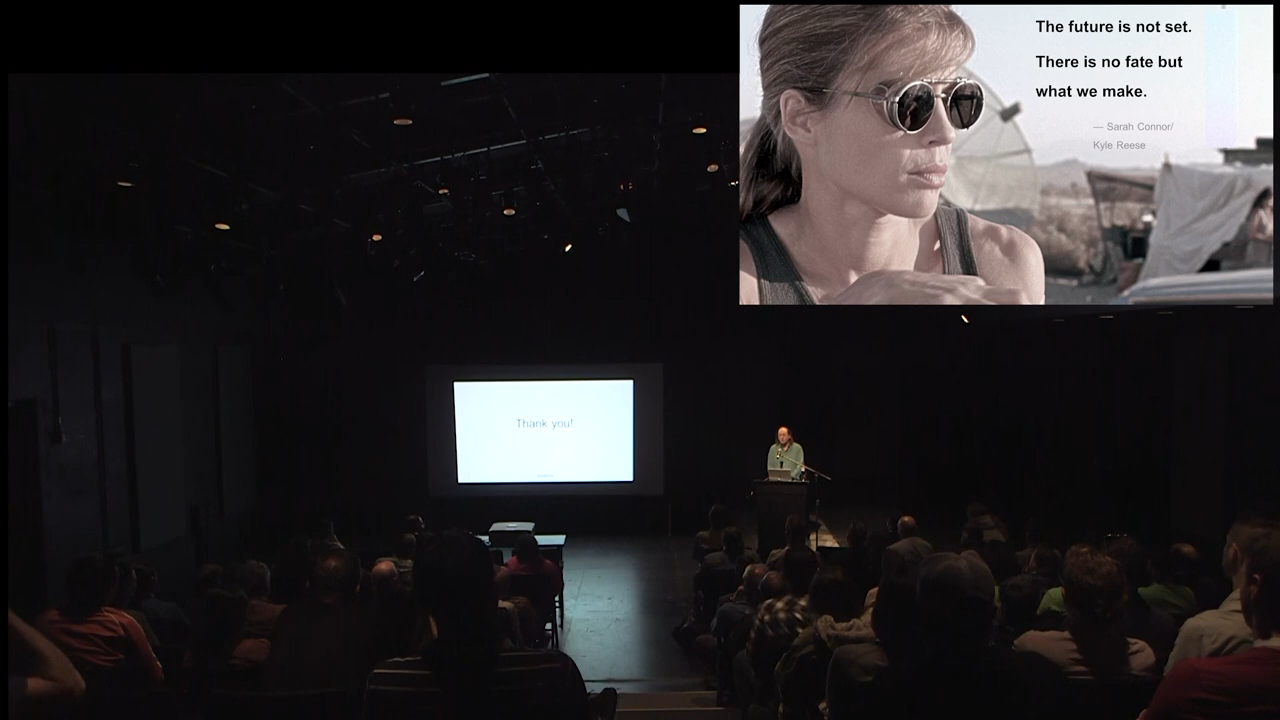 The future is not set.
There is no fate but
what we make.
— Sarah Connor/
Kyle Reese
Thank you!